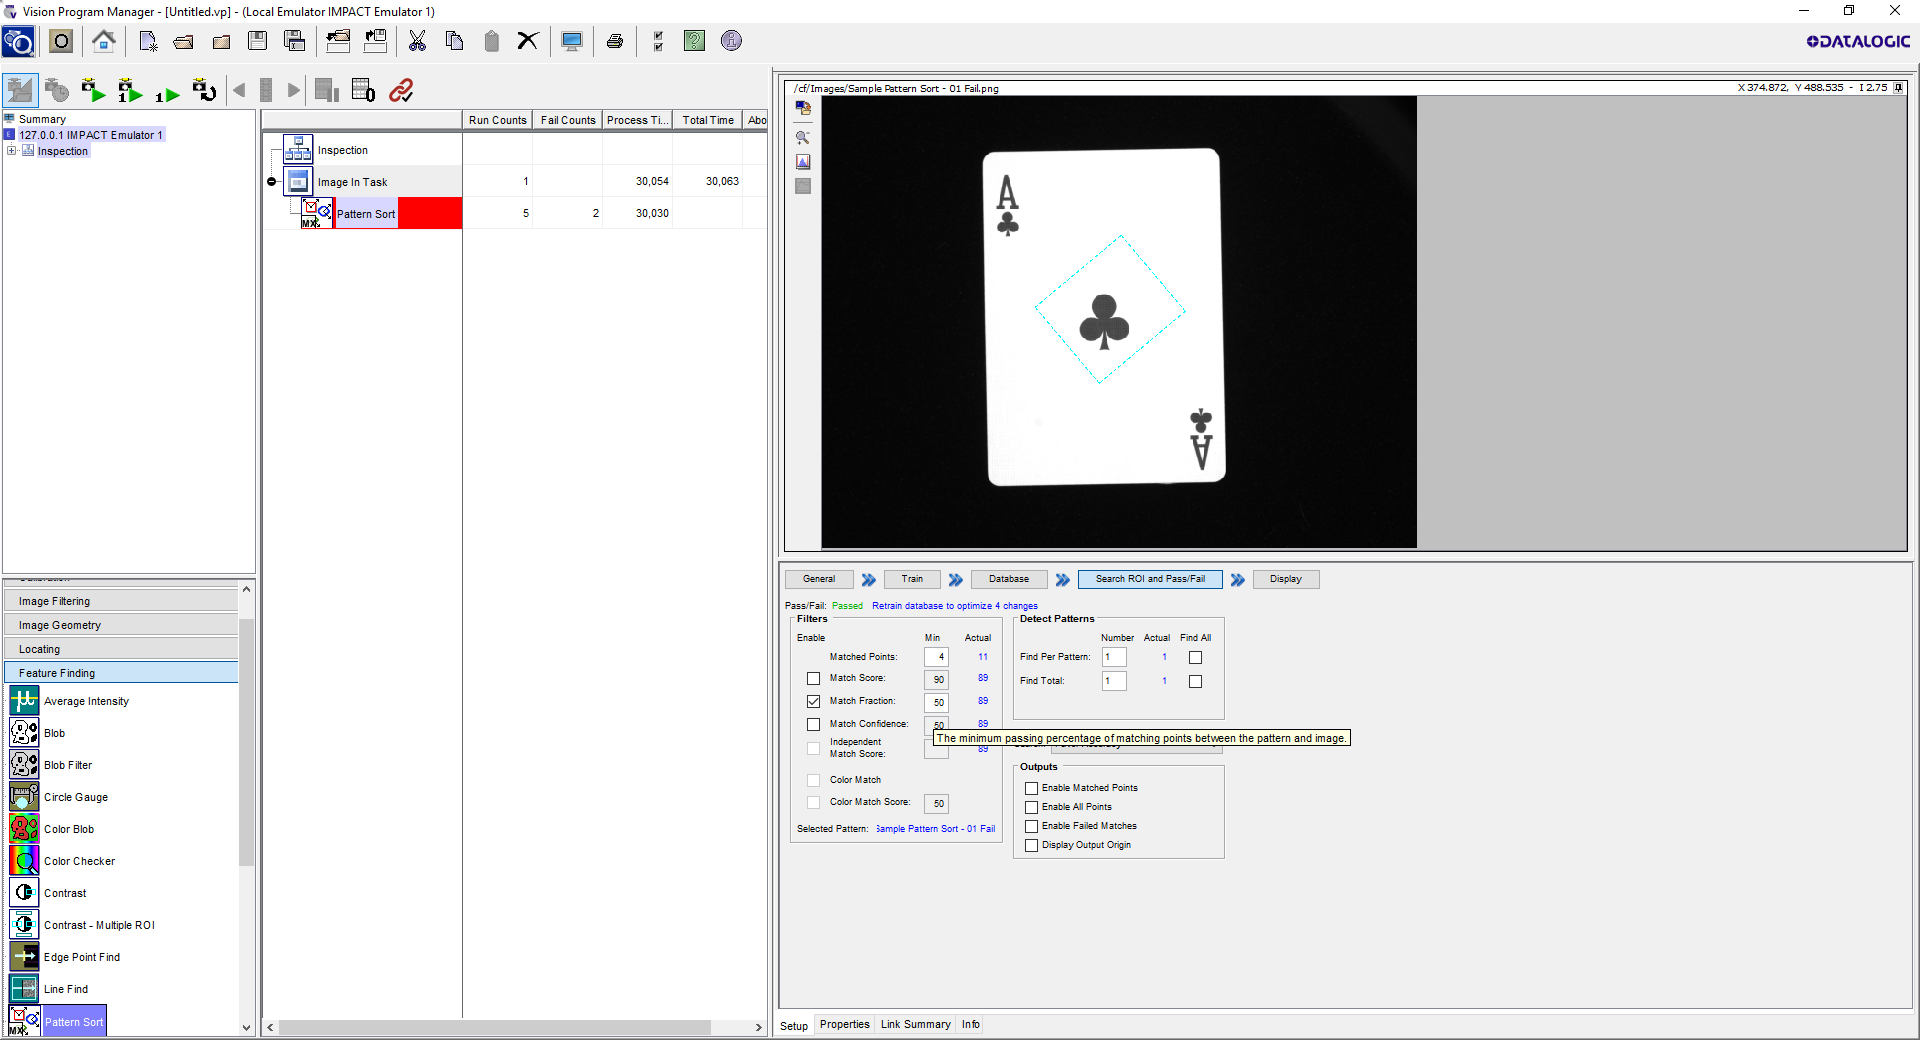 Vision Program Manager - [Untitled.vp] - (Local Emulator IMPACT Emulator 1)
DATALOGIC
Summary
127.0.0.1 IMPACT Emulator 1
Inspection
Run Counts Fail Counts Process Ti... Total Time Abo
Inspection
Image In Task 1 30,054 30,063
Pattern Sort 5 2 30,030
/cf/Images/Sample Pattern Sort - 01 Fail.png
X 374.872, Y 488.535 - I 2.75
A
A
Image Filtering
Image Geometry
Locating
Feature Finding
Average Intensity
Blob
Blob Filter
Circle Gauge
Color Blob
Color Checker
Contrast
Contrast - Multiple ROI
Edge Point Find
Line Find
Pattern Sort
General Train Database Search ROI and Pass/Fail Display
Pass/Fail: Passed Retrain database to optimize 4 changes
Filters
Enable Min Actual
Matched Points: 4 11
Match Score: 90 89
Match Fraction: 50 89
Match Confidence: 50 89
The minimum passing percentage of matching points between the pattern and image.
Independent
Match Score: 89
Color Match
Color Match Score: 50
Selected Pattern: Sample Pattern Sort - 01 Fail
Detect Patterns
Number Actual Find All
Find Per Pattern: 1 1
Find Total: 1 1
Outputs
Enable Matched Points
Enable All Points
Enable Failed Matches
Display Output Origin
Setup Properties Link Summary Info